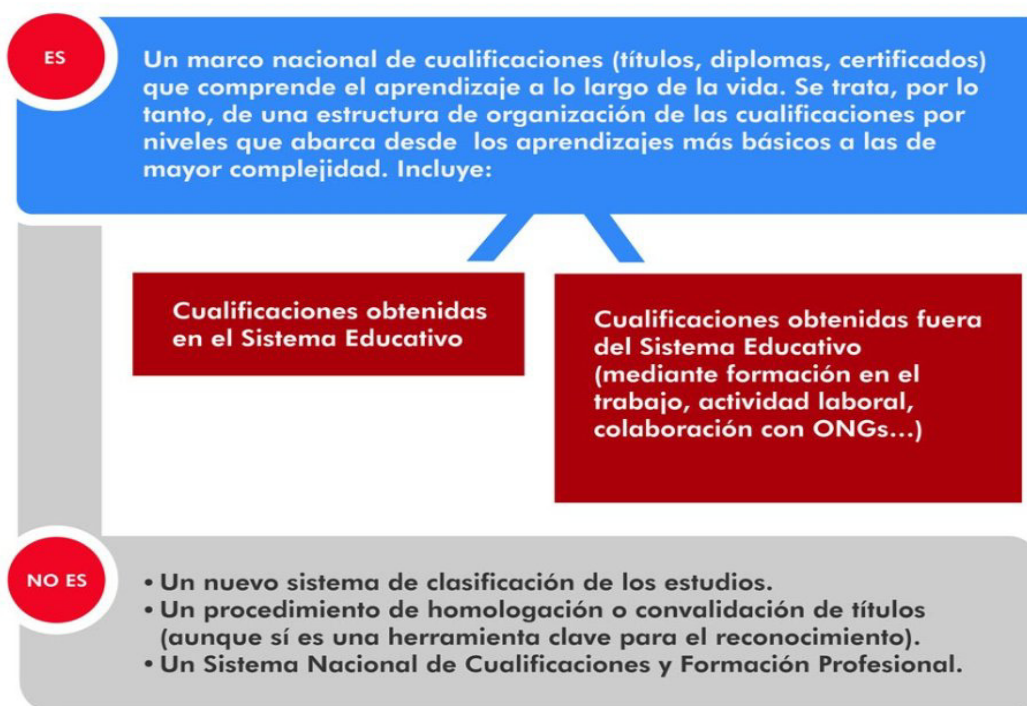 ES
Un marco nacional de cualificaciones (títulos, diplomas, certificados)
que comprende el aprendizaje a lo largo de la vida. Se trata, por lo
tanto, de una estructura de organización de las cualificaciones por
niveles que abarca desde los aprendizajes más básicos a las de
mayor complejidad. Incluye:
Cualificaciones obtenidas
en el Sistema Educativo
Cualificaciones obtenidas fuera
del Sistema Educativo
(mediante formación en el
trabajo, actividad laboral,
colaboración con ONGs...)
NO ES
• Un nuevo sistema de clasificación de los estudios.
• Un procedimiento de homologación o convalidación de títulos
(aunque sí es una herramienta clave para el reconocimiento).
• Un Sistema Nacional de Cualificaciones y Formación Profesional.